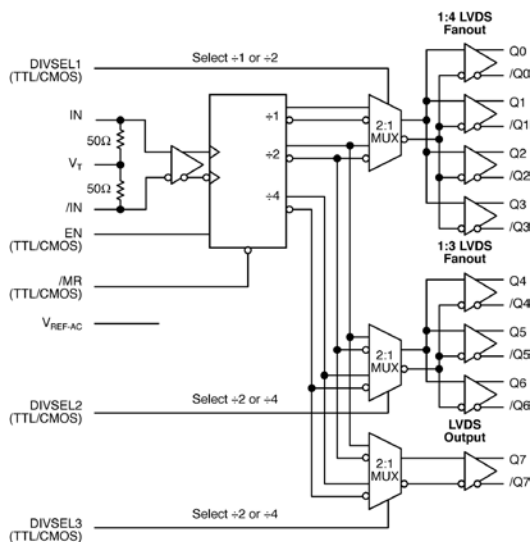 1:4 LVDS
Fanout
DIVSEL1
(TTL/CMOS)
Select ÷1 or ÷2
Q0
/Q0
IN
50Ω
VT
50Ω
/IN
EN
(TTL/CMOS)
/MR
(TTL/CMOS)
VREF-AC
÷1
÷2
÷4
2:1
MUX
Q1
/Q1
Q2
/Q2
Q3
/Q3
1:3 LVDS
Fanout
Q4
/Q4
2:1
MUX
Q5
/Q5
Q6
/Q6
DIVSEL2
(TTL/CMOS)
Select ÷2 or ÷4
LVDS
Output
2:1
MUX
Q7
/Q7
DIVSEL3
(TTL/CMOS)
Select ÷2 or ÷4